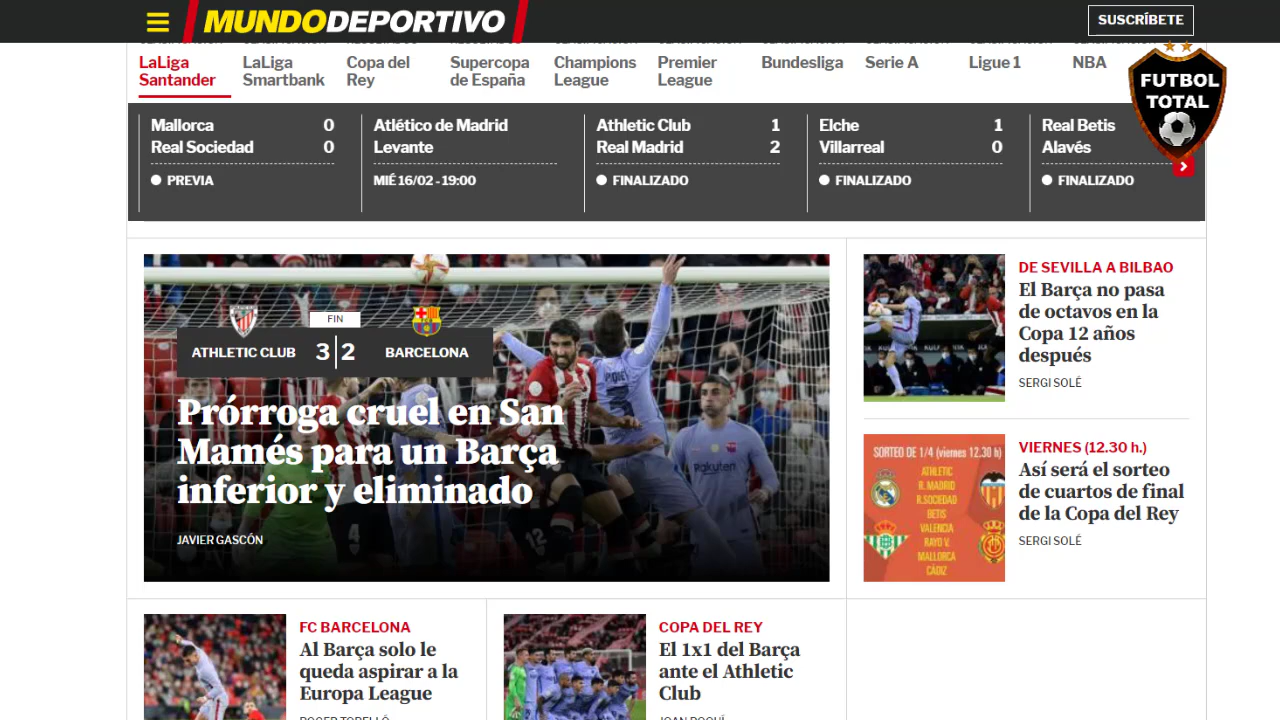 MUNDODEPORTIVO
SUSCRÍBETE
LaLiga Santander
LaLiga Smartbank
Copa del Rey
Supercopa de España
Champions League
Premier League
Bundesliga
Serie A
Ligue 1
NBA
FUTBOL
TOTAL
Mallorca 0
Real Sociedad 0
PREVIA
Atlético de Madrid
Levante
MIÉ 16/02 - 19:00
Athletic Club 1
Real Madrid 2
FINALIZADO
Elche 1
Villarreal 0
FINALIZADO
Real Betis
Alavés
FINALIZADO
FIN
ATHLETIC CLUB 3 2 BARCELONA
Prórroga cruel en San
Mamés para un Barça
inferior y eliminado
JAVIER GASCÓN
Rakuten
DE SEVILLA A BILBAO
El Barça no pasa
de octavos en la
Copa 12 años
después
SERGI SOLÉ
SORTEO DE 1/4 (viernes 12.30 h)
ATHLETIC
R. MADRID
R.SOCIEDAD
BETIS
VALENCIA
RAYO V.
MALLORCA
CÁDIZ
VIERNES (12.30 h.)
Así será el sorteo
de cuartos de final
de la Copa del Rey
SERGI SOLÉ
FC BARCELONA
Al Barça solo le
queda aspirar a la
Europa League
COPA DEL REY
El 1x1 del Barça
ante el Athletic
Club